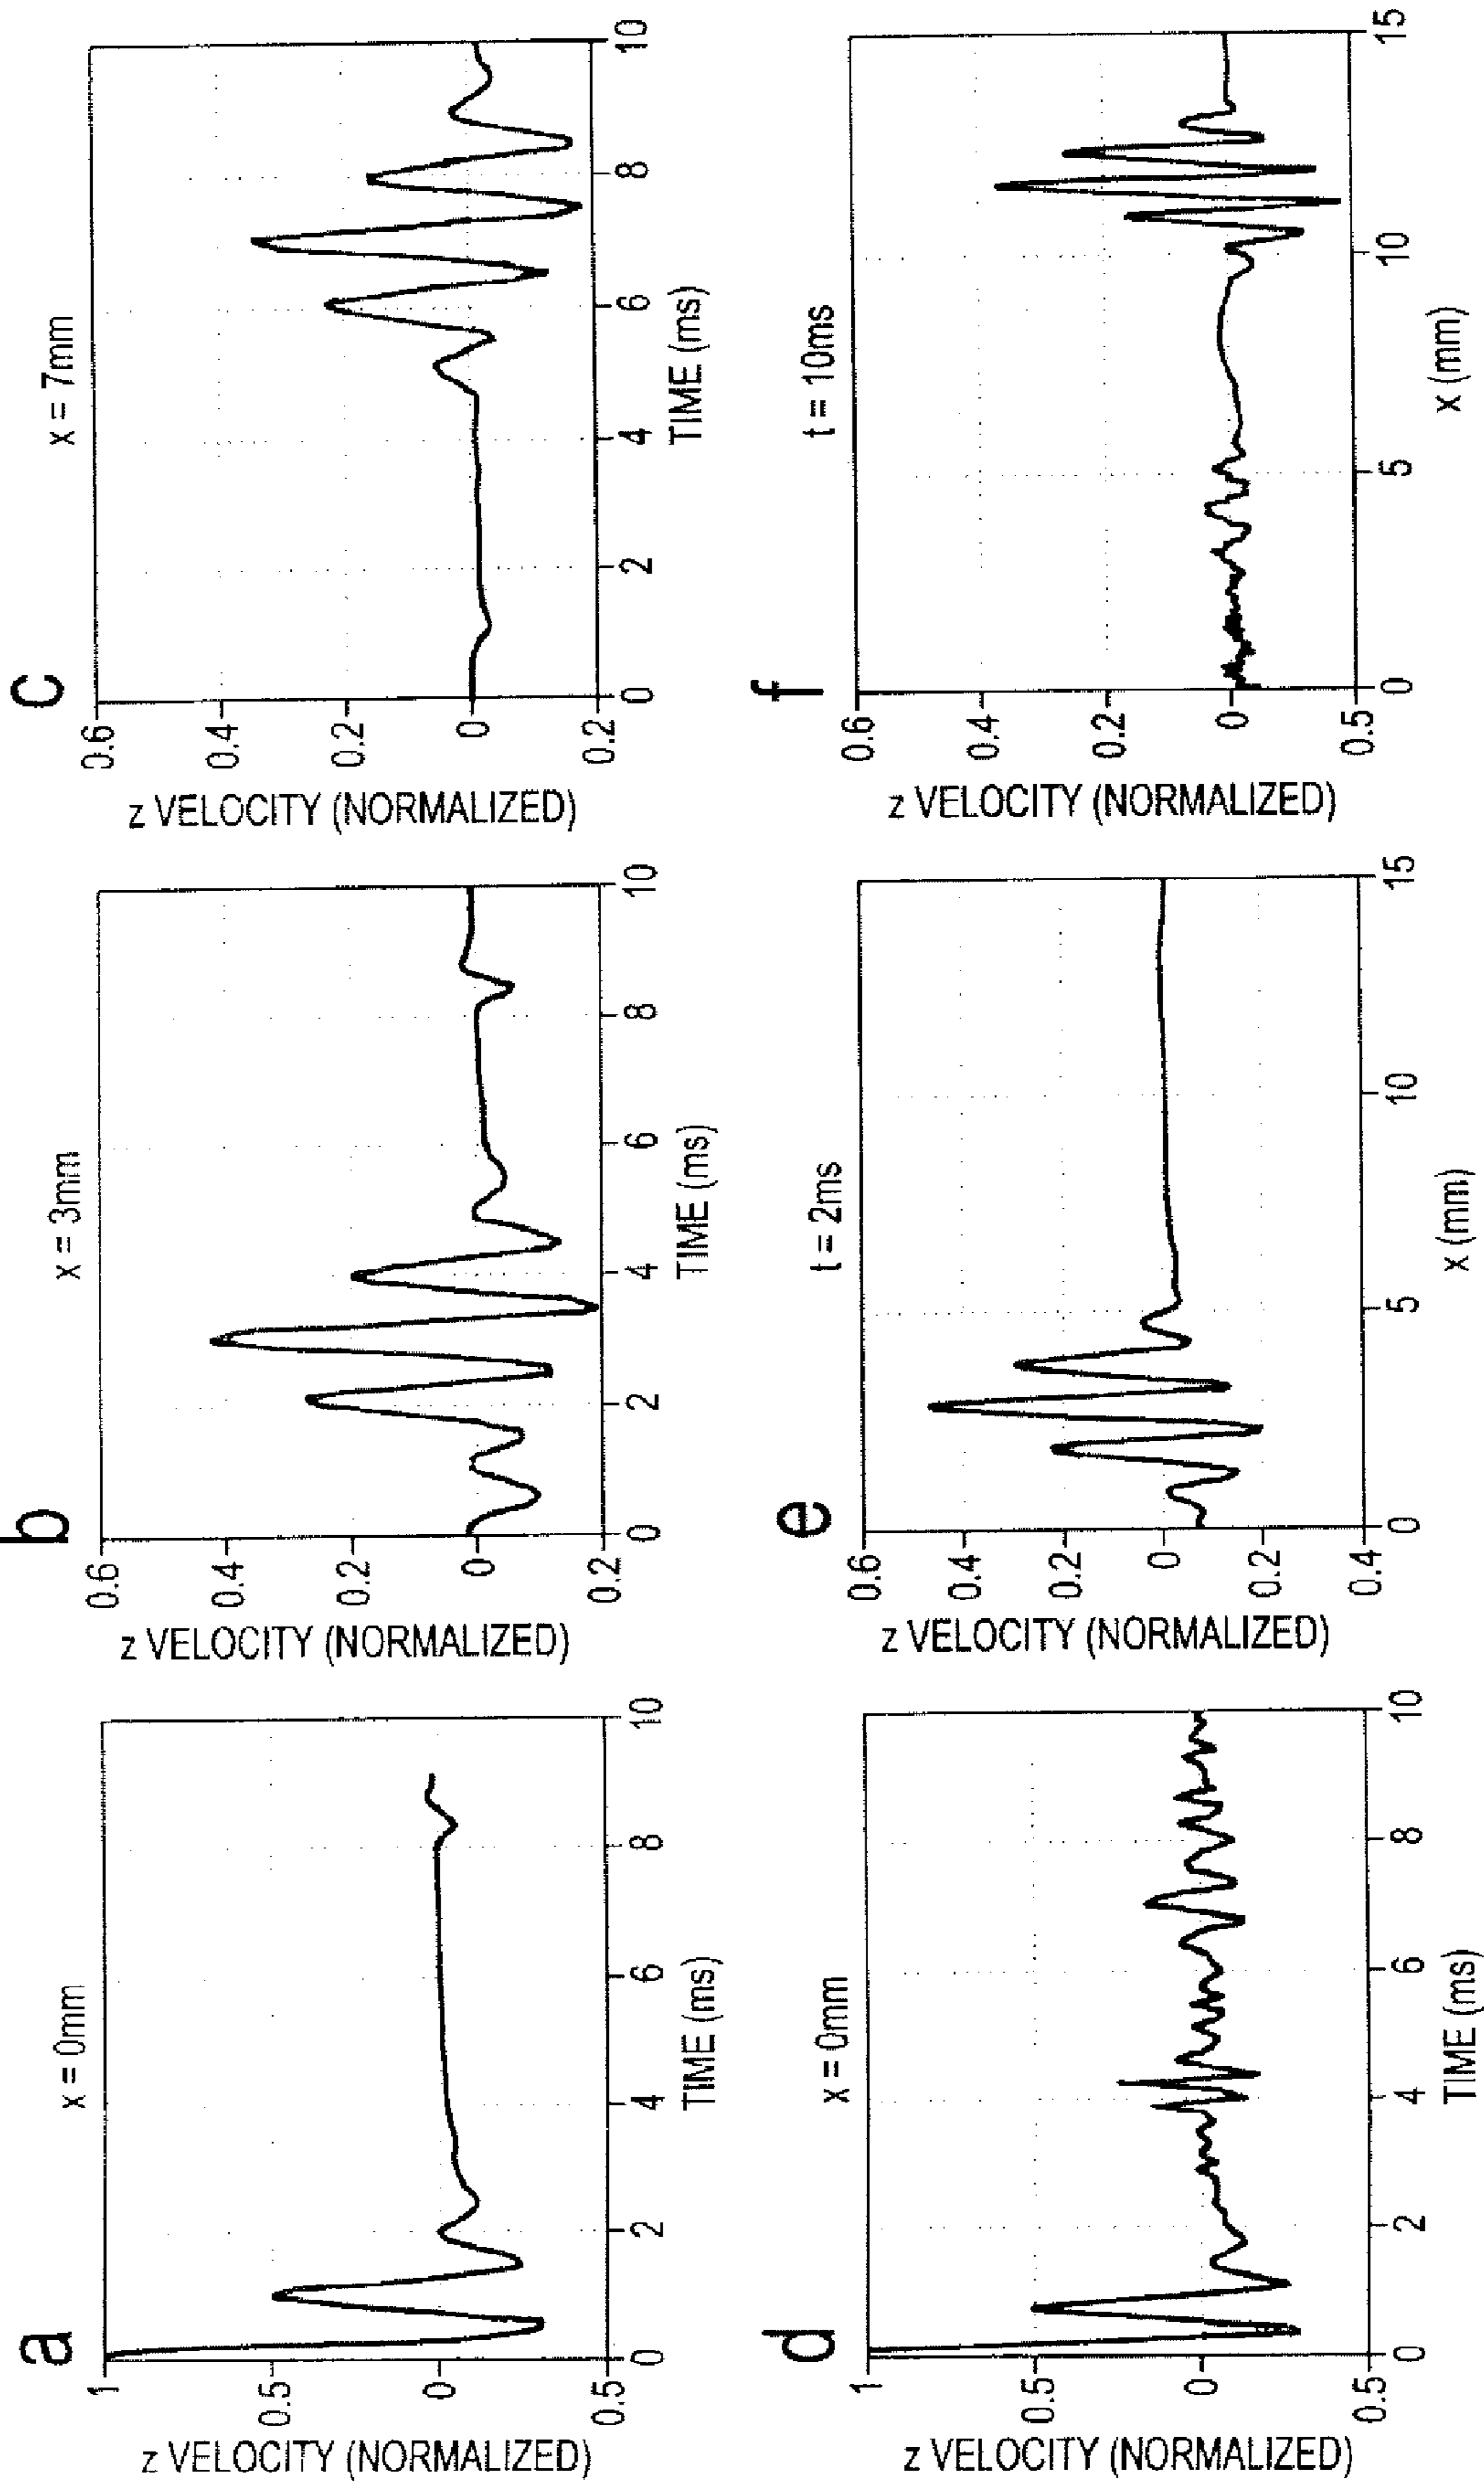 a
x = 0mm
1
0.5
0
0.5
z VELOCITY (NORMALIZED)
0 2 4 6 8 10
TIME (ms)
b
x = 3mm
0.6
0.4
0.2
0
0.2
z VELOCITY (NORMALIZED)
0 2 4 6 8 10
TIME (ms)
c
x = 7mm
0.6
0.4
0.2
0
0.2
z VELOCITY (NORMALIZED)
0 2 4 6 8 10
TIME (ms)
d
x = 0mm
1
0.5
0
0.5
z VELOCITY (NORMALIZED)
0 2 4 6 8 10
TIME (ms)
e
t = 2ms
0.6
0.4
0.2
0
0.2
0.4
z VELOCITY (NORMALIZED)
0 5 10 15
x (mm)
f
t = 10ms
0.6
0.4
0.2
0
0.5
z VELOCITY (NORMALIZED)
0 5 10 15
x (mm)